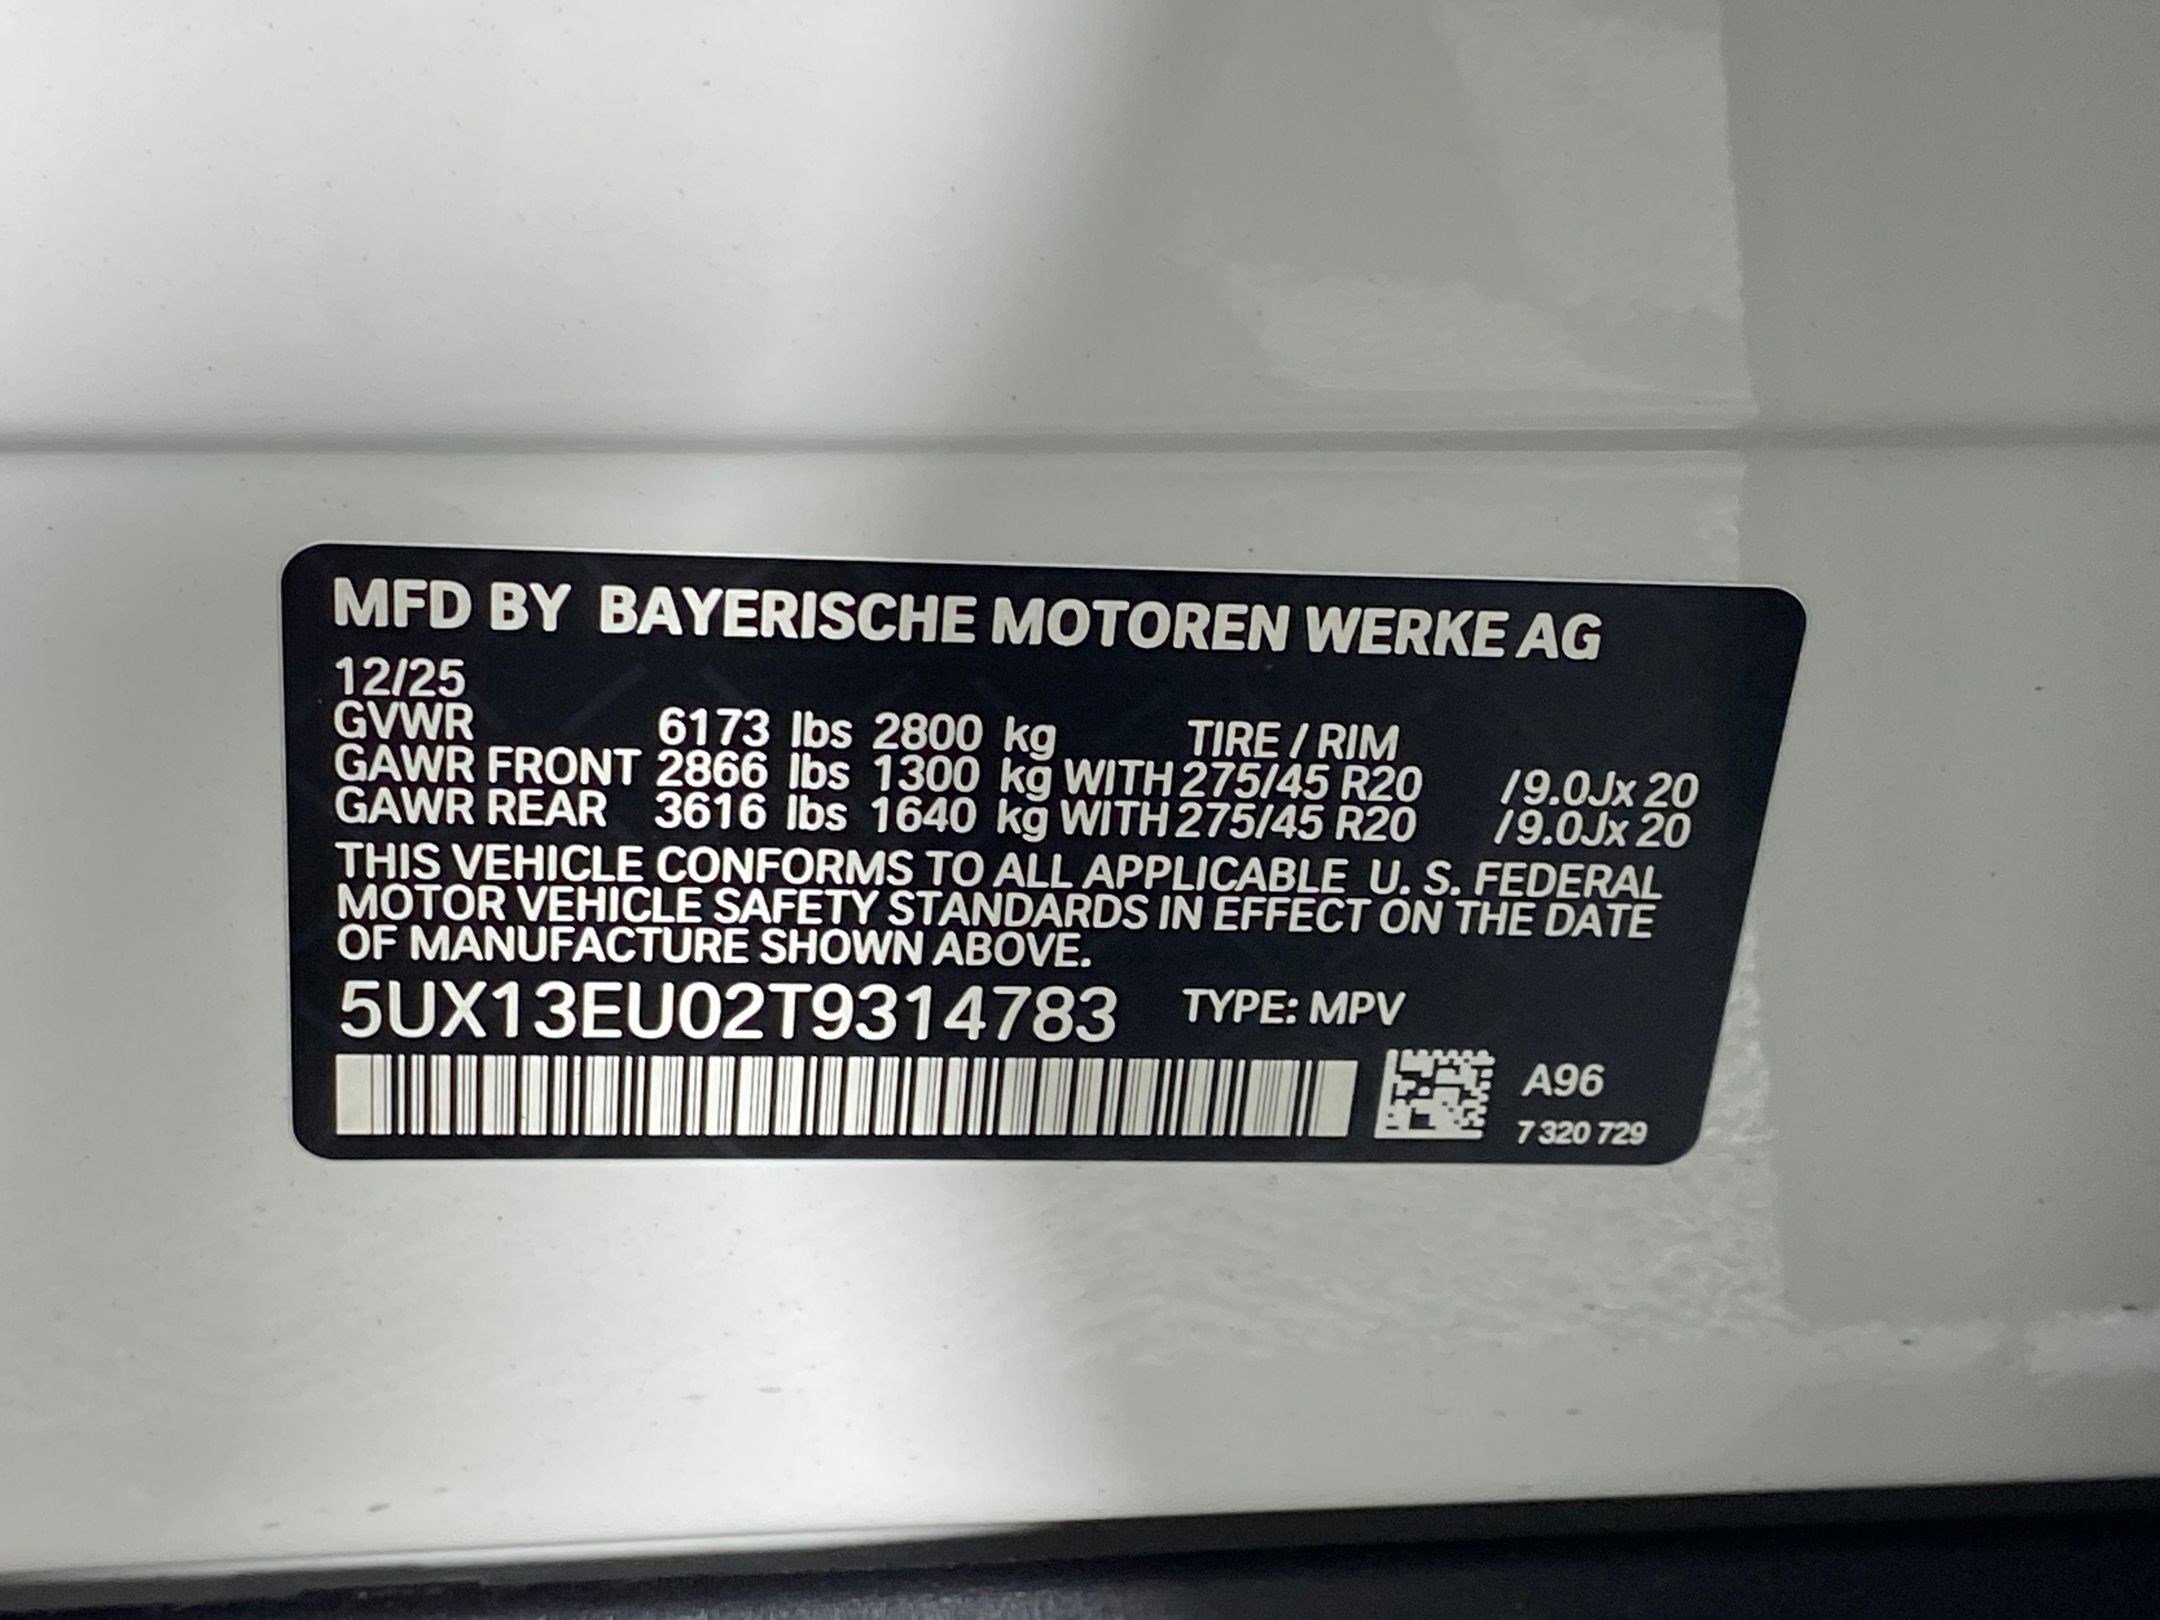 MFD BY BAYERISCHE MOTOREN WERKE AG
12/25
GVWR 6173 lbs 2800 kg TIRE / RIM
GAWR FRONT 2866 lbs 1300 kg WITH 275/45 R20 /9.0Jx 20
GAWR REAR 3616 lbs 1640 kg WITH 275/45 R20 /9.0Jx 20
THIS VEHICLE CONFORMS TO ALL APPLICABLE U. S. FEDERAL
MOTOR VEHICLE SAFETY STANDARDS IN EFFECT ON THE DATE
OF MANUFACTURE SHOWN ABOVE.
5UX13EU02T9314783 TYPE: MPV
A96
7 320 729